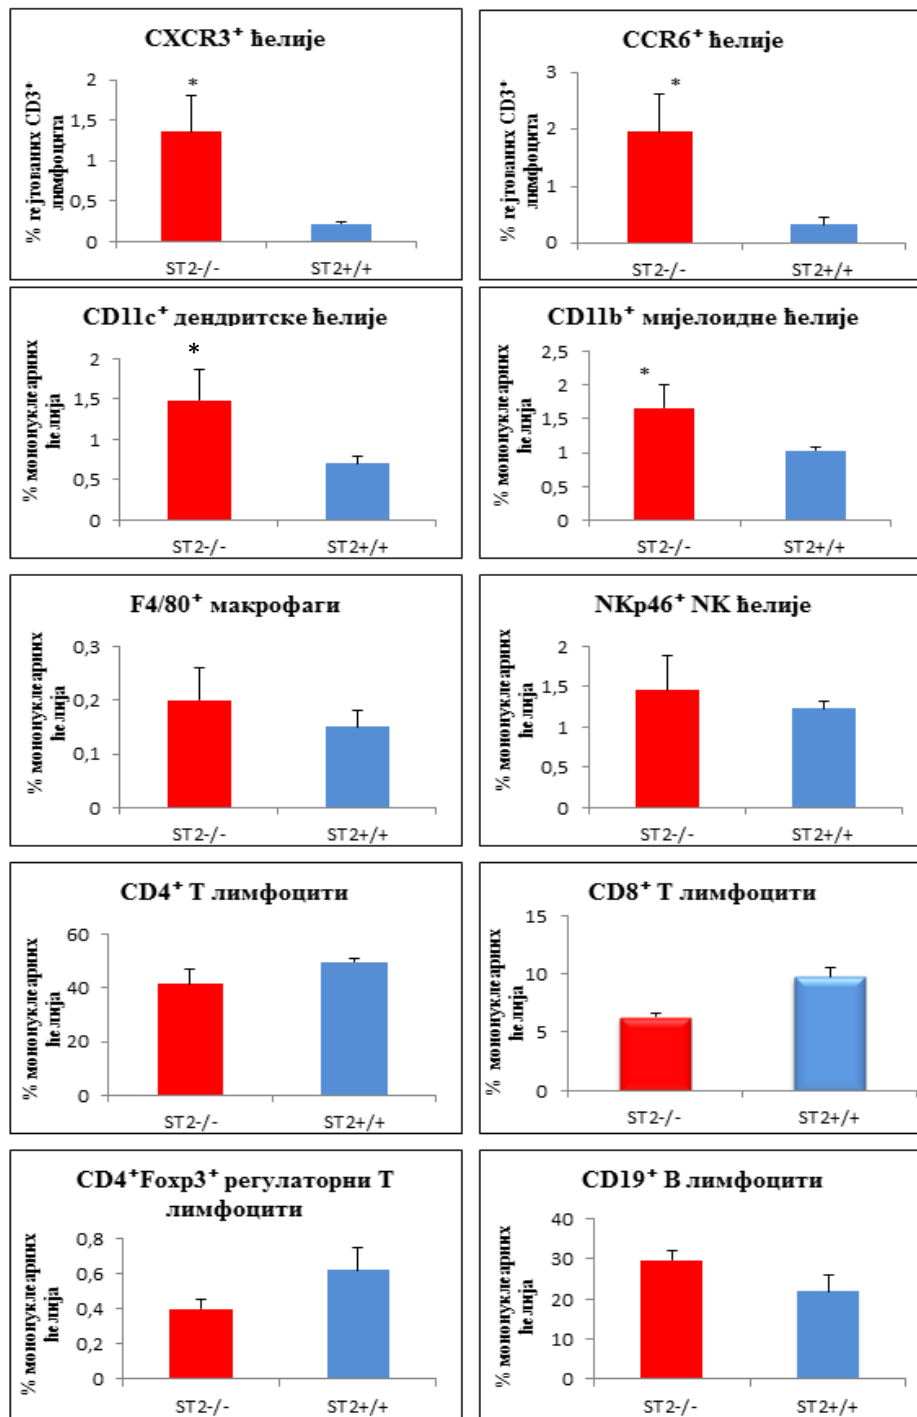 CXCR3⁺ ћелије
*
% гејтованих CD3⁺
лимфоцита
2
1,5
1
0,5
0
ST2-/-
ST2+/+
CCR6⁺ ћелије
*
% гејтованих CD3⁺
лимфоцита
3
2
1
0
ST2-/-
ST2+/+
CD11c⁺ дендритске ћелије
*
% мононуклеарних
ћелија
2
1,5
1
0,5
0
ST2-/-
ST2+/+
CD11b⁺ мијелоидне ћелије
*
% мононуклеарних
ћелија
2,5
2
1,5
1
0,5
0
ST2-/-
ST2+/+
F4/80⁺ макрофаги
% мононуклеарних
ћелија
0,3
0,2
0,1
0
ST2-/-
ST2+/+
NKp46⁺ NK ћелије
% мононуклеарних
ћелија
2
1,5
1
0,5
0
ST2-/-
ST2+/+
CD4⁺ Т лимфоцити
% мононуклеарних
ћелија
60
40
20
0
ST2-/-
ST2+/+
CD8⁺ Т лимфоцити
% мононуклеарних
ћелија
15
10
5
0
ST2-/-
ST2+/+
CD4⁺Foxp3⁺ регулаторни Т
лимфоцити
% мононуклеарних
ћелија
0,8
0,6
0,4
0,2
0
ST2-/-
ST2+/+
CD19⁺ В лимфоцити
% мононуклеарних
ћелија
40
30
20
10
0
ST2-/-
ST2+/+